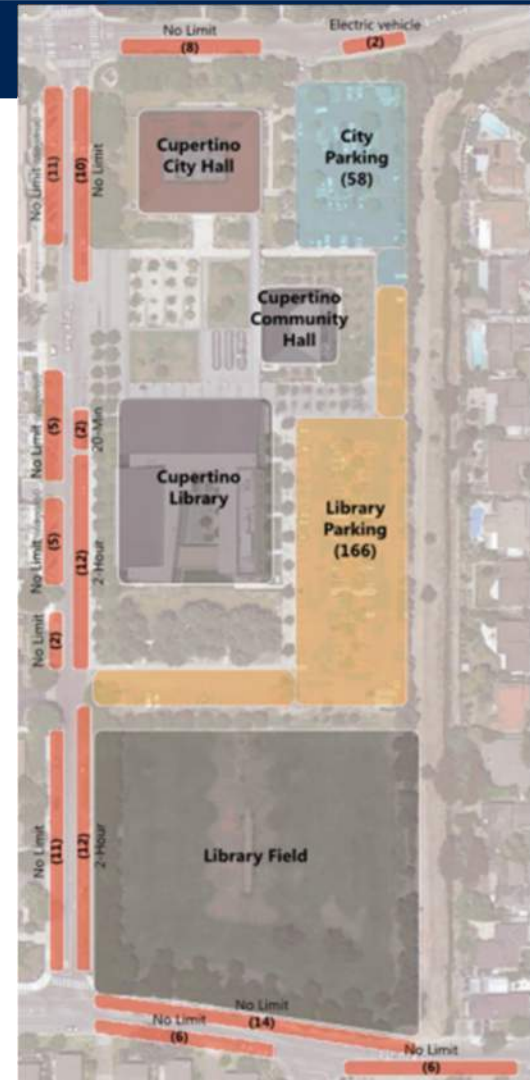 No Limit
(8)
Electric vehicle
(2)
No Limit
(11)
(10)
No Limit
Cupertino
City Hall
City
Parking
(58)
Cupertino
Community
Hall
No Limit
(5)
(2)
20-Min
Cupertino
Library
Library
Parking
(166)
No Limit
(5)
(12)
2-Hour
No Limit
(2)
No Limit
(11)
(12)
2-Hour
Library Field
No Limit
(14)
No Limit
(6)
No Limit
(6)